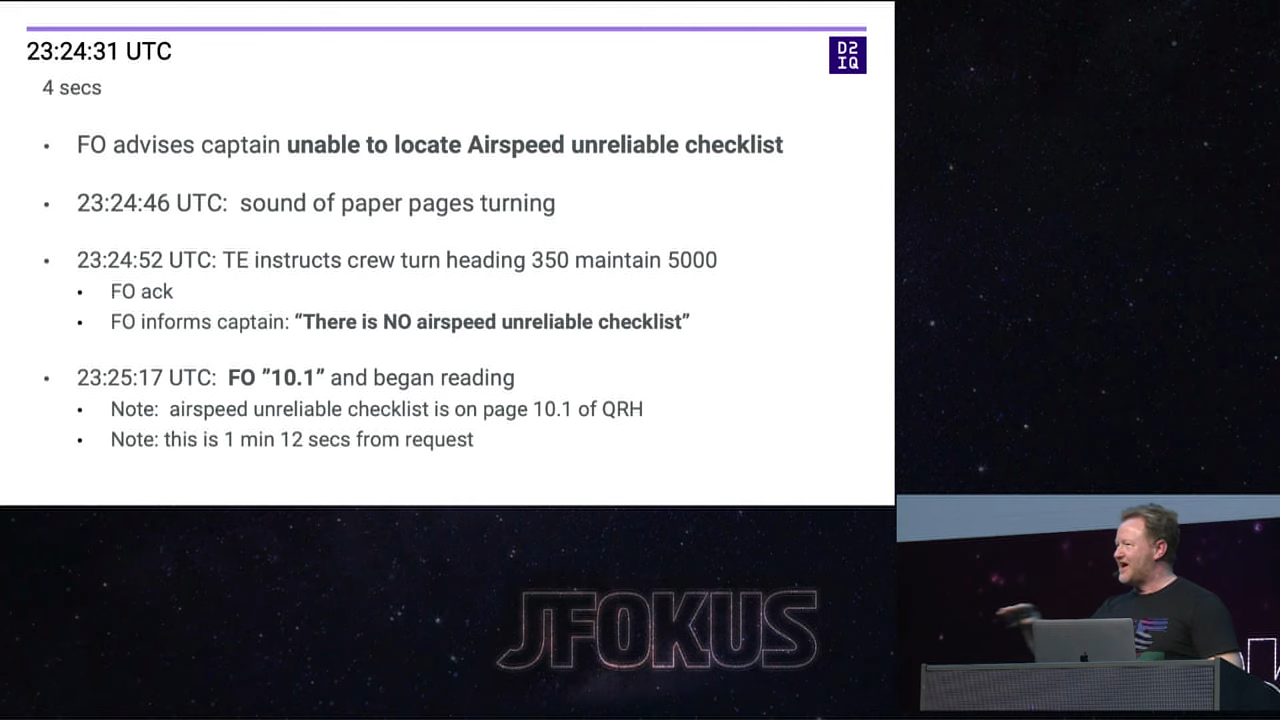 23:24:31 UTC
D2
IQ
4 secs
• FO advises captain unable to locate Airspeed unreliable checklist
• 23:24:46 UTC:  sound of paper pages turning
• 23:24:52 UTC: TE instructs crew turn heading 350 maintain 5000
• FO ack
• FO informs captain: “There is NO airspeed unreliable checklist”
• 23:25:17 UTC:  FO ”10.1” and began reading
• Note:  airspeed unreliable checklist is on page 10.1 of QRH
• Note: this is 1 min 12 secs from request
JFOKUS